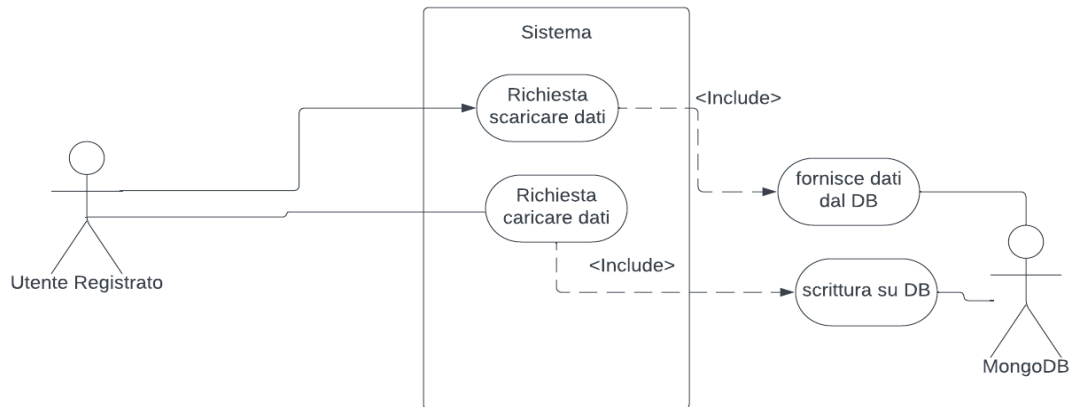 Sistema
Richiesta
scaricare dati
<Include>
fornisce dati
dal DB
Richiesta
caricare dati
<Include>
scrittura su DB
Utente Registrato
MongoDB